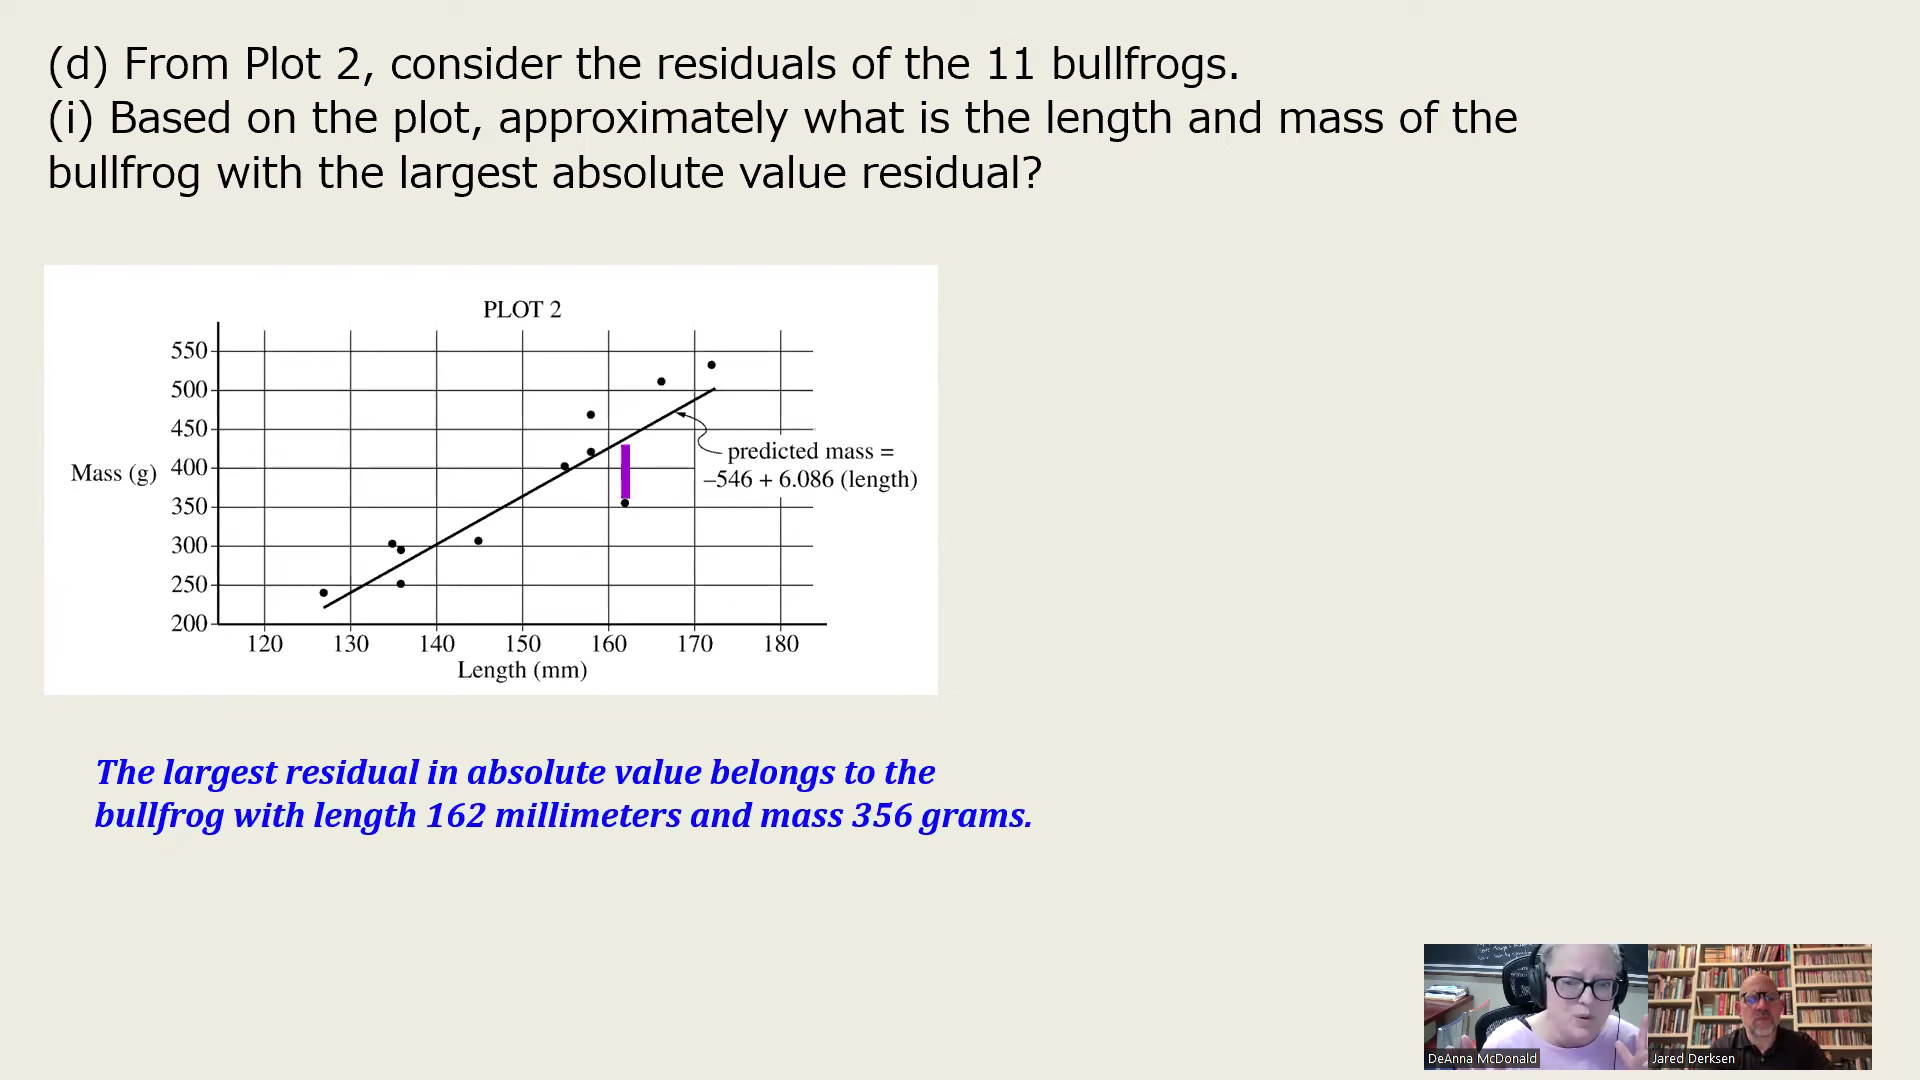 (d) From Plot 2, consider the residuals of the 11 bullfrogs.
(i) Based on the plot, approximately what is the length and mass of the
bullfrog with the largest absolute value residual?
PLOT 2
550
500
450
400
350
300
250
200
Mass (g)
predicted mass =
–546 + 6.086 (length)
120 130 140 150 160 170 180
Length (mm)
The largest residual in absolute value belongs to the
bullfrog with length 162 millimeters and mass 356 grams.
DeAnna McDonald
Jared Derksen